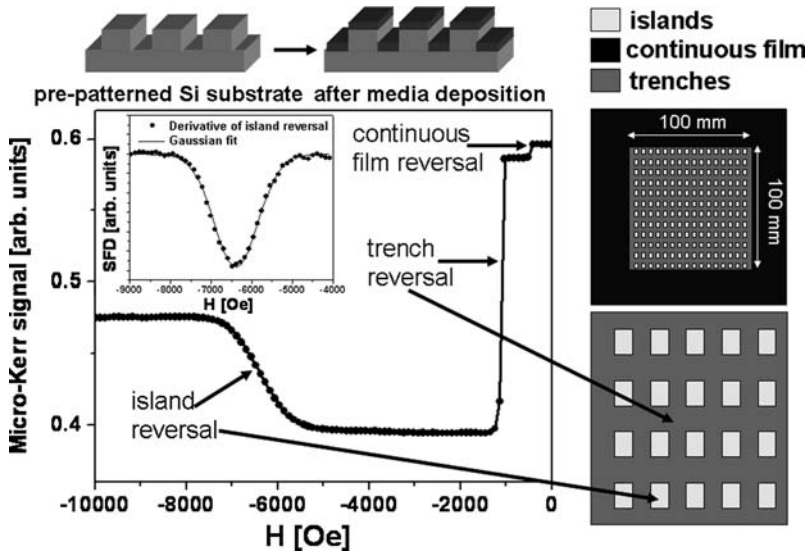 islands
continuous film
trenches
pre-patterned Si substrate after media deposition
0.6
0.5
0.4
Micro-Kerr signal [arb. units]
Derivative of island reversal
Gaussian fit
SFD [arb. units]
-9000 -8000 -7000 -6000 -5000 -4000
H [Oe]
continuous
film reversal
trench
reversal
island
reversal
-10000 -8000 -6000 -4000 -2000 0
H [Oe]
100 mm
100 mm